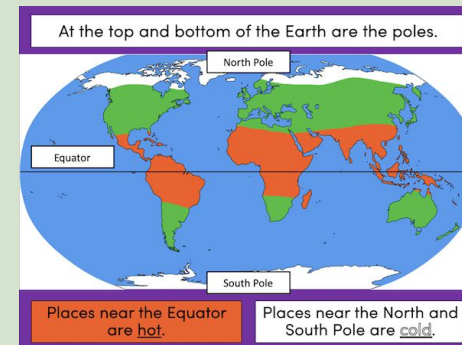 At the top and bottom of the Earth are the poles.
North Pole
Equator
South Pole
Places near the Equator
are hot.
Places near the North and
South Pole are cold.